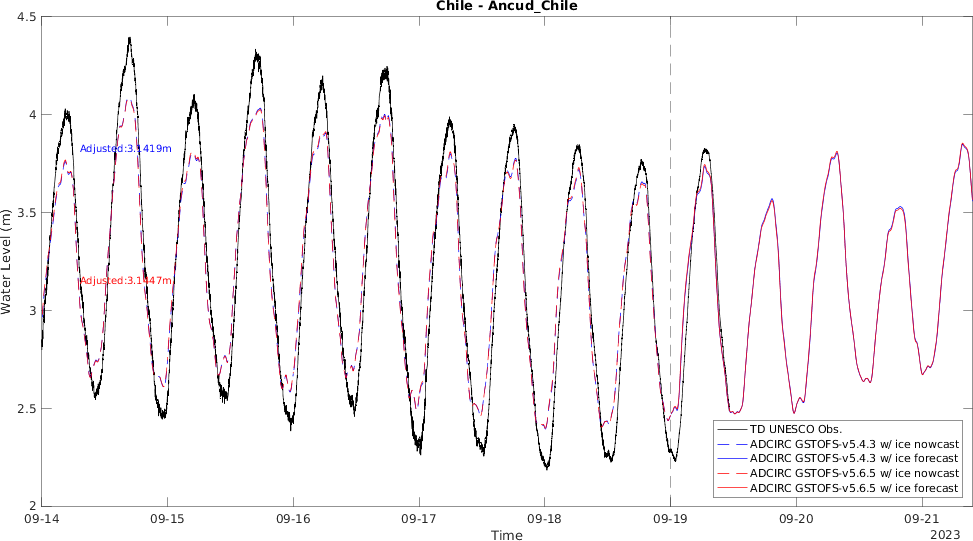 Chile - Ancud_Chile
4.5
4
3.5
3
2.5
2
Water Level (m)
Adjusted:3.1419m
Adjusted:3.1447m
TD UNESCO Obs.
ADCIRC GSTOFS-v5.4.3 w/ ice nowcast
ADCIRC GSTOFS-v5.4.3 w/ ice forecast
ADCIRC GSTOFS-v5.6.5 w/ ice nowcast
ADCIRC GSTOFS-v5.6.5 w/ ice forecast
09-14 09-15 09-16 09-17 09-18 09-19 09-20 09-21
Time
2023